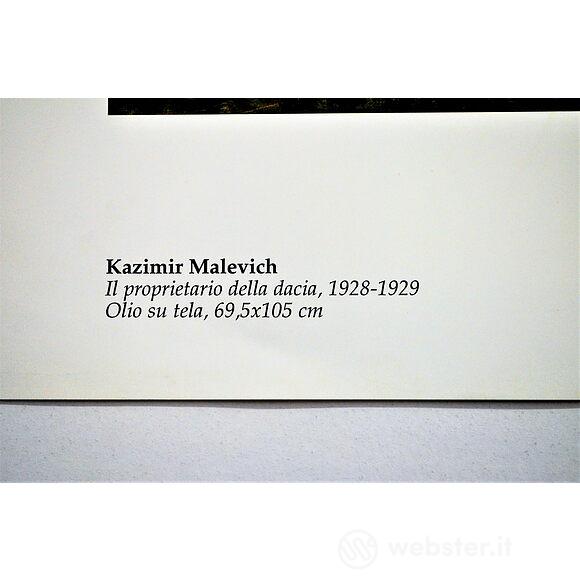 Kazimir Malevich
Il proprietario della dacia, 1928-1929
Olio su tela, 69,5x105 cm
webster.it